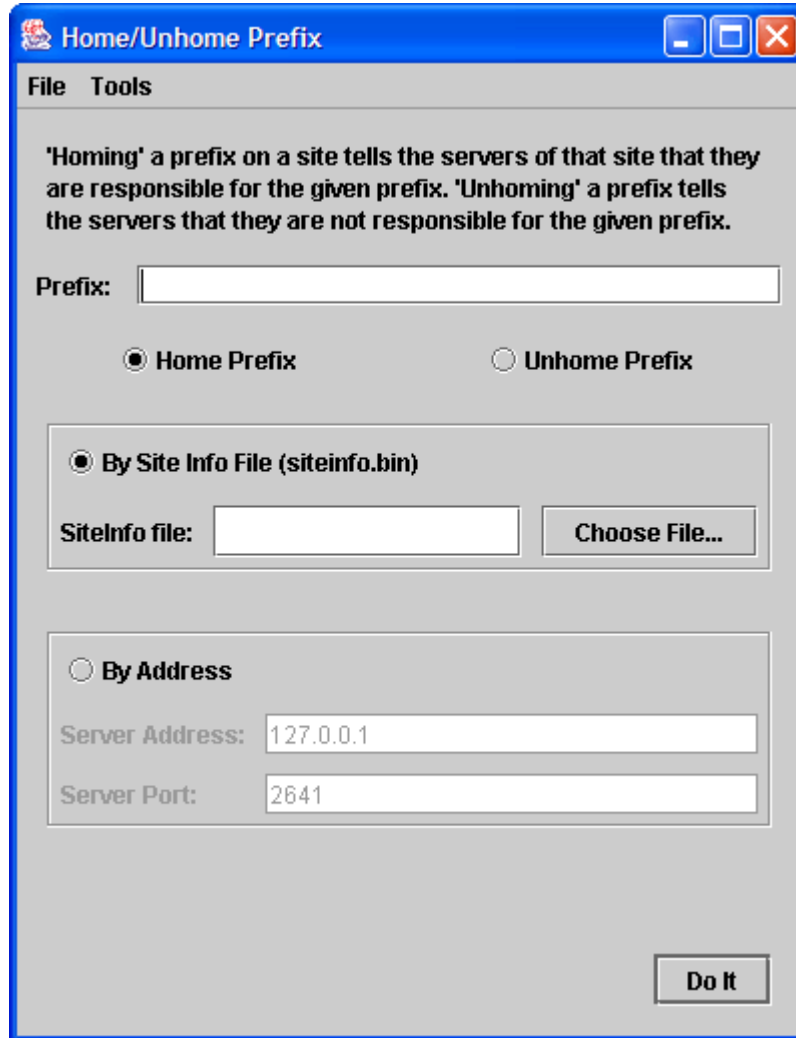 Home/Unhome Prefix
File Tools
'Homing' a prefix on a site tells the servers of that site that they
are responsible for the given prefix. 'Unhoming' a prefix tells
the servers that they are not responsible for the given prefix.
Prefix:
Home Prefix Unhome Prefix
By Site Info File (siteinfo.bin)
SiteInfo file: Choose File...
By Address
Server Address: 127.0.0.1
Server Port: 2641
Do It